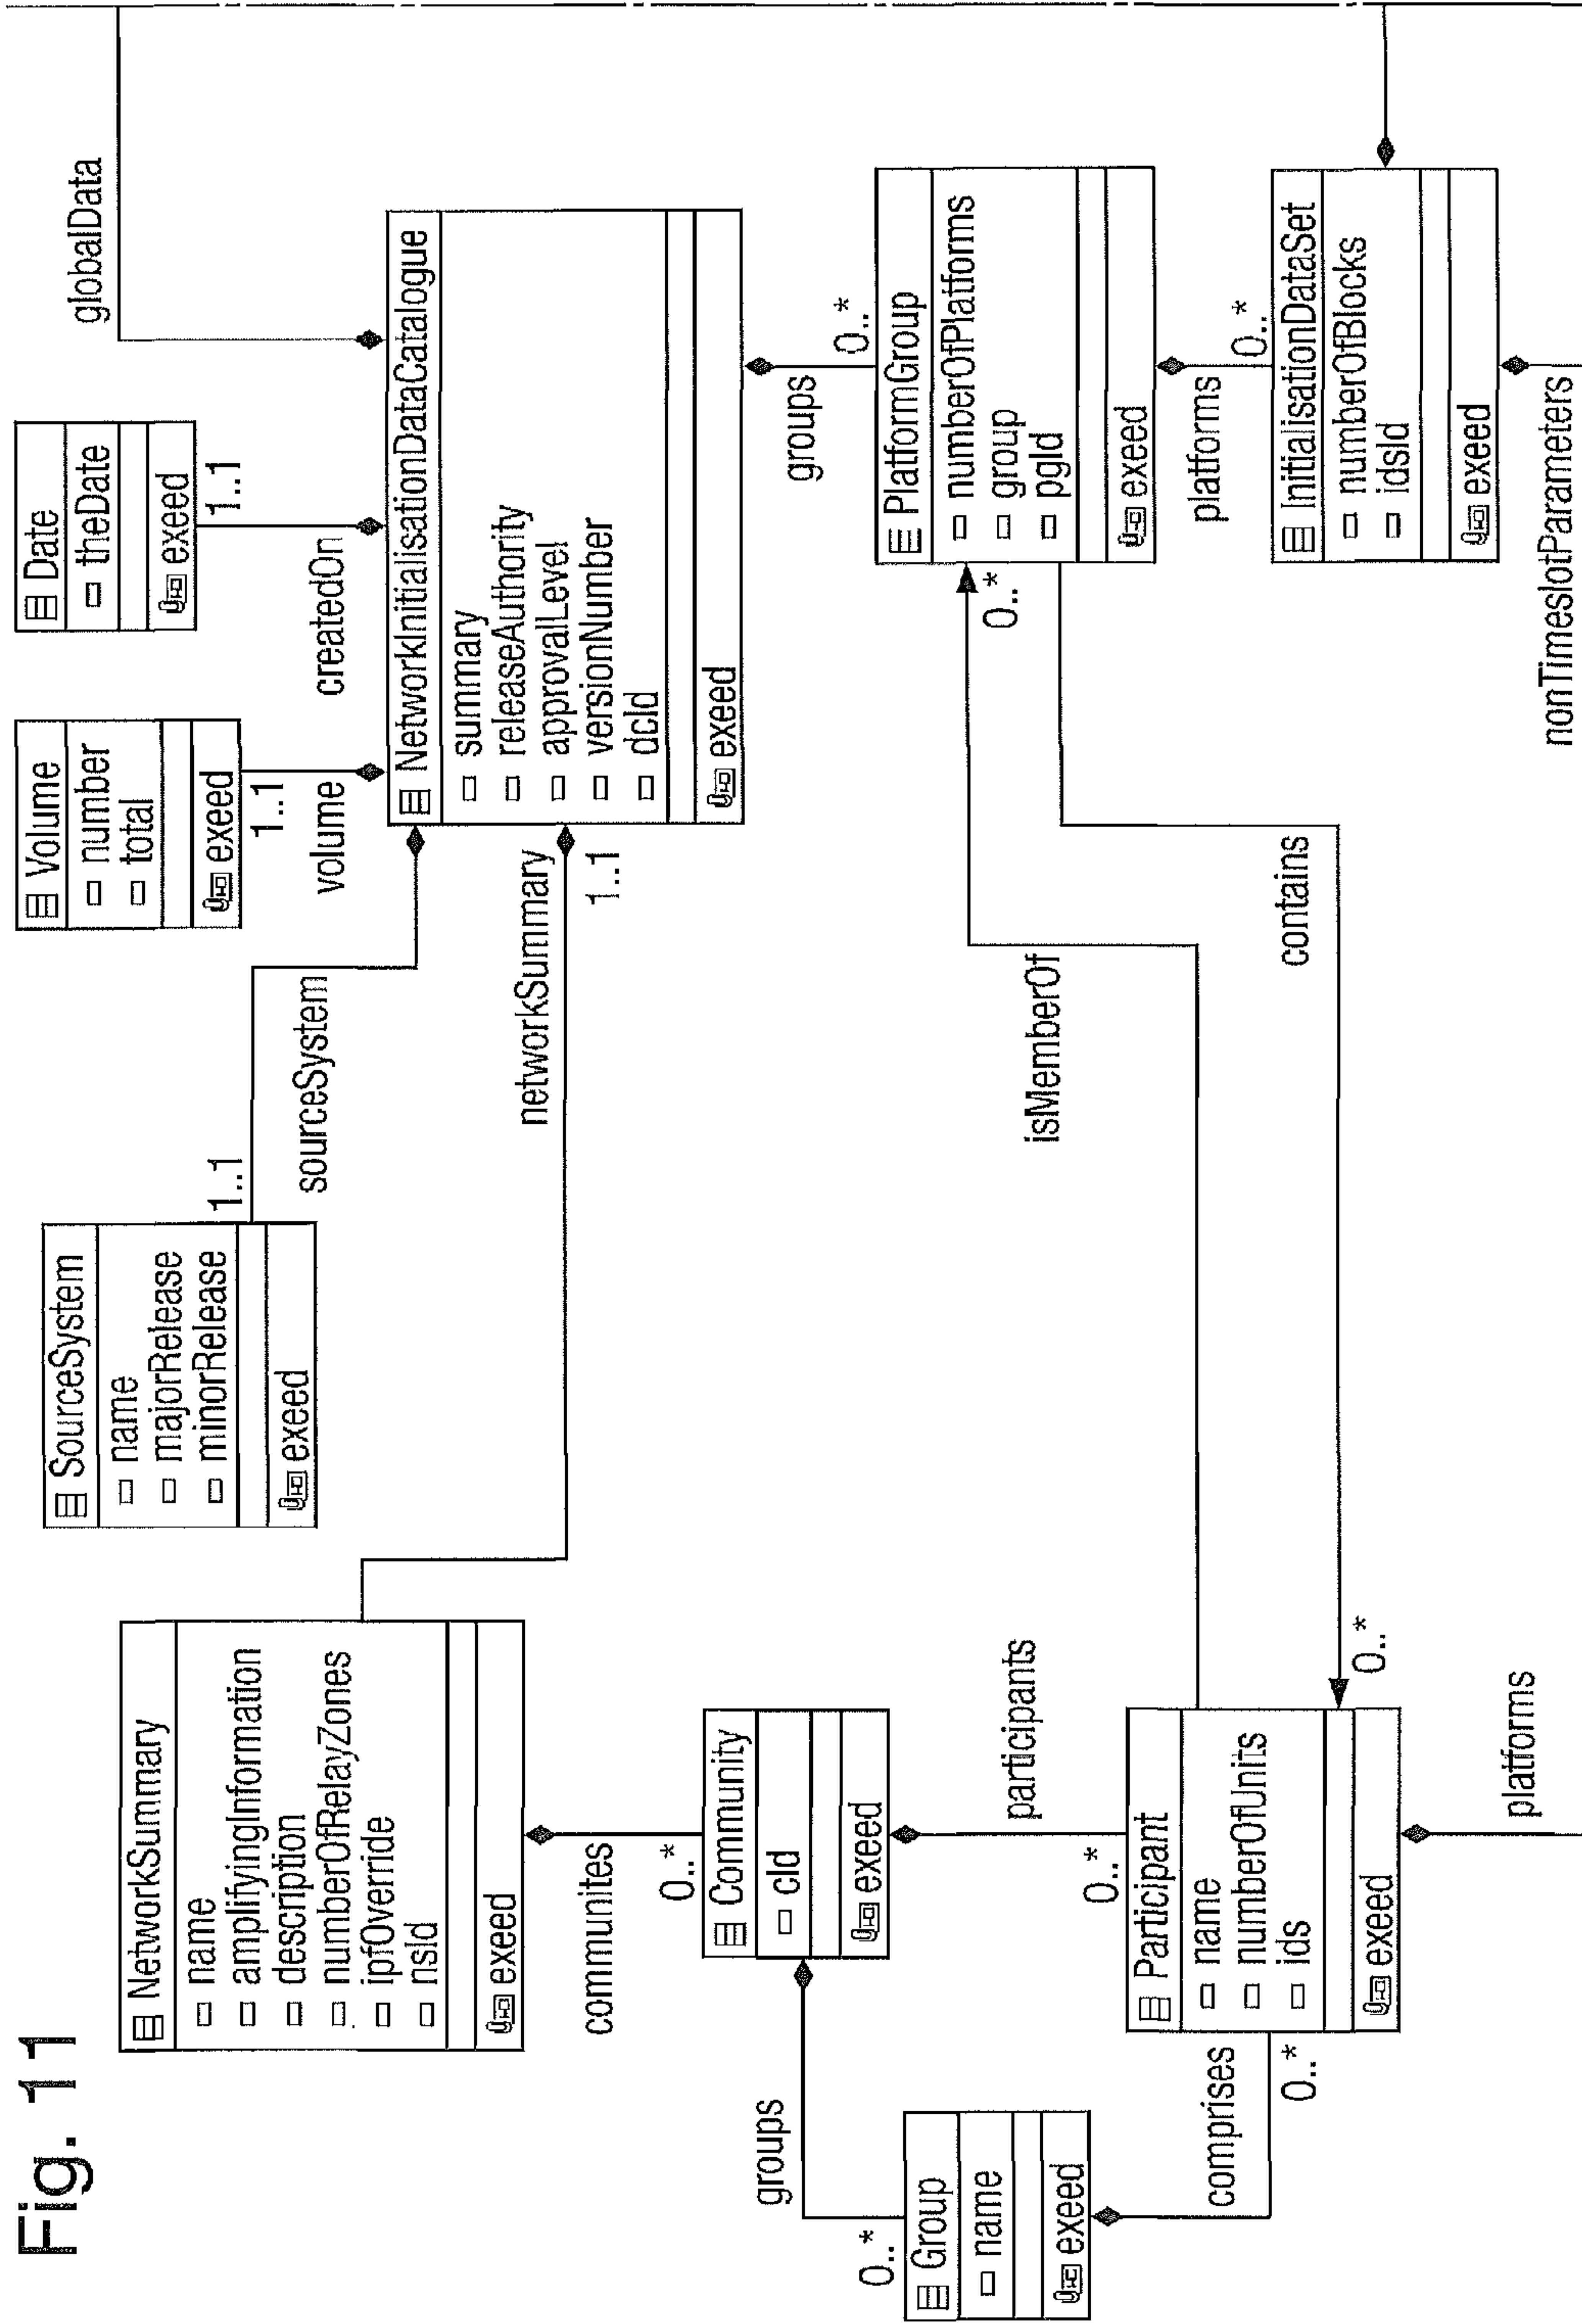 Fig. 11
NetworkSummary
name
amplifyingInformation
description
numberOfRelayZones
ipfOverride
nsId
exeed
SourceSystem
name
majorRelease
minorRelease
exeed
1..1
sourceSystem
Volume
number
total
exeed
1..1
volume
Date
theDate
exeed
1..1
createdOn
globalData
networkSummary
1..1
NetworkInitialisationDataCatalogue
summary
releaseAuthority
approvalLevel
versionNumber
dcId
exeed
communites
0..*
Community
cId
exeed
groups
0..*
Group
name
exeed
comprises
0..*
participants
0..*
Participant
name
numberOfUnits
ids
exeed
platforms
isMemberOf
0..*
contains
0..*
groups
0..*
PlatformGroup
numberOfPlatforms
group
pgId
exeed
platforms
0..*
InitialisationDataSet
numberOfBlocks
idsId
exeed
nonTimeslotParameters